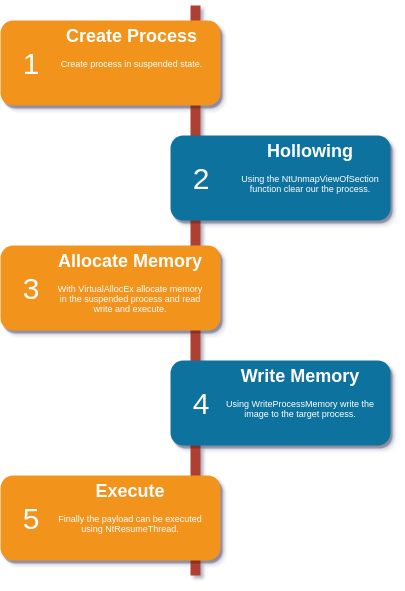 Create Process
1
Create process in suspended state.
Hollowing
2
Using the NtUnmapViewOfSection
function clear our the process.
Allocate Memory
3
With VirtualAllocEx allocate memory
in the suspended process and read
write and execute.
Write Memory
4
Using WriteProcessMemory write the
image to the target process.
Execute
5
Finally the payload can be executed
using NtResumeThread.